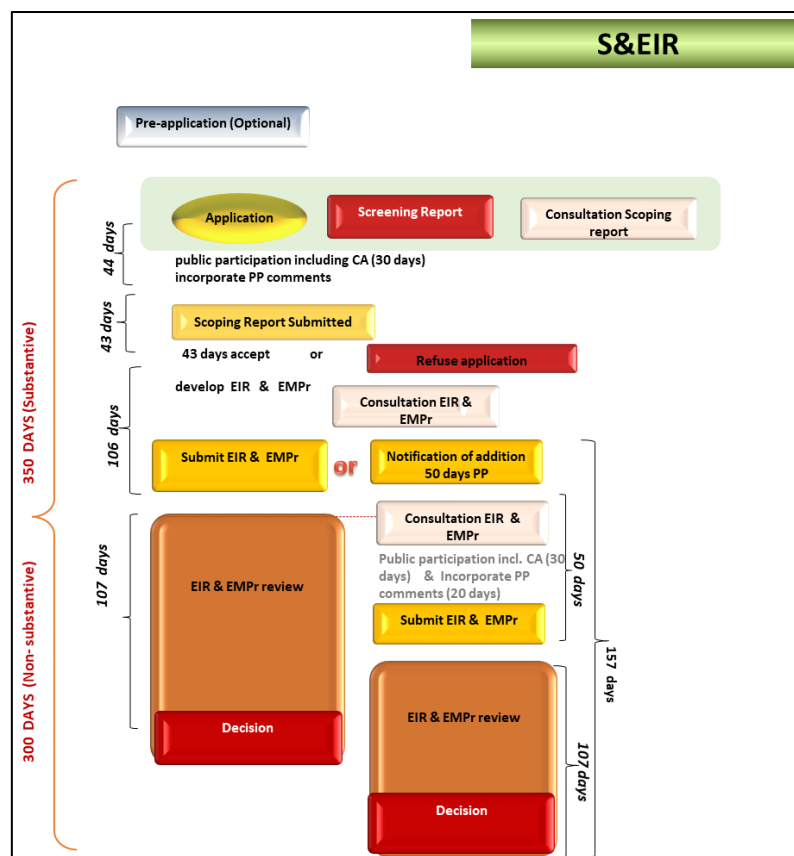 S&EIR
Pre-application (Optional)
Application
Screening Report
Consultation Scoping
report
44 days
public participation including CA (30 days)
incorporate PP comments
43 days
Scoping Report Submitted
43 days accept or
Refuse application
350 DAYS (Substantive)
106 days
develop EIR & EMPr
Consultation EIR &
EMPr
Submit EIR & EMPr
or
Notification of addition
50 days PP
300 DAYS (Non- substantive)
107 days
EIR & EMPr review
Decision
Consultation EIR &
EMPr
Public participation incl. CA (30
days) & Incorporate PP
comments (20 days)
Submit EIR & EMPr
50 days
157 days
EIR & EMPr review
107 days
Decision